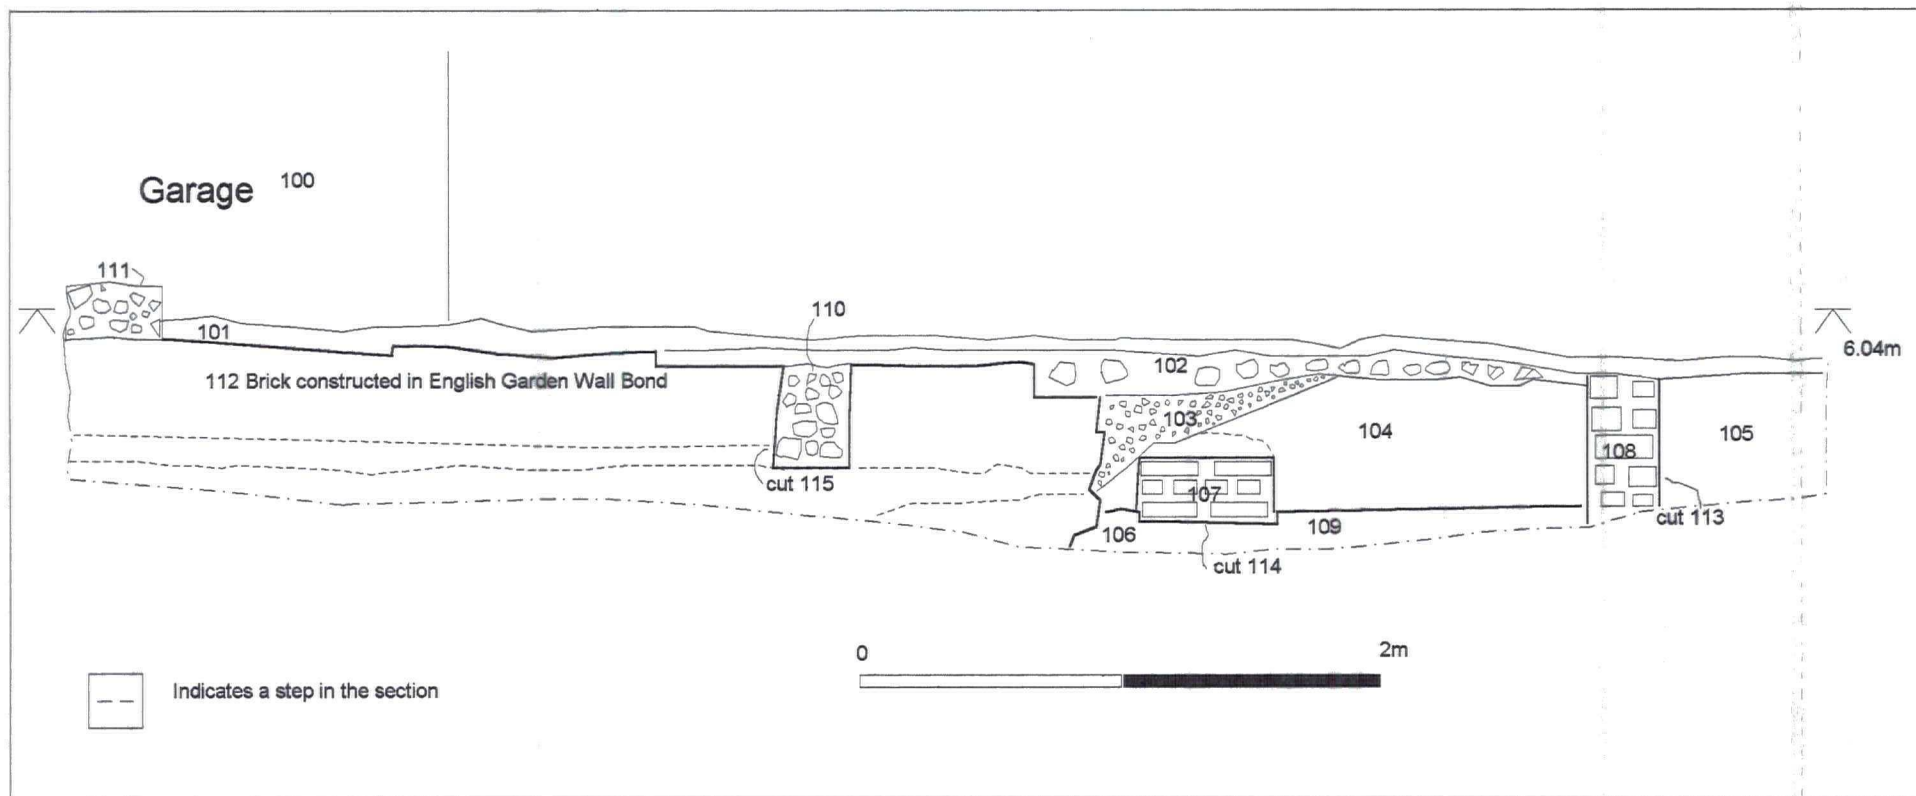 Garage 100
111
101
110
6.04m
102
112 Brick constructed in English Garden Wall Bond
103
104
105
108
cut 115
107
106
109
cut 113
cut 114
0 2m
Indicates a step in the section